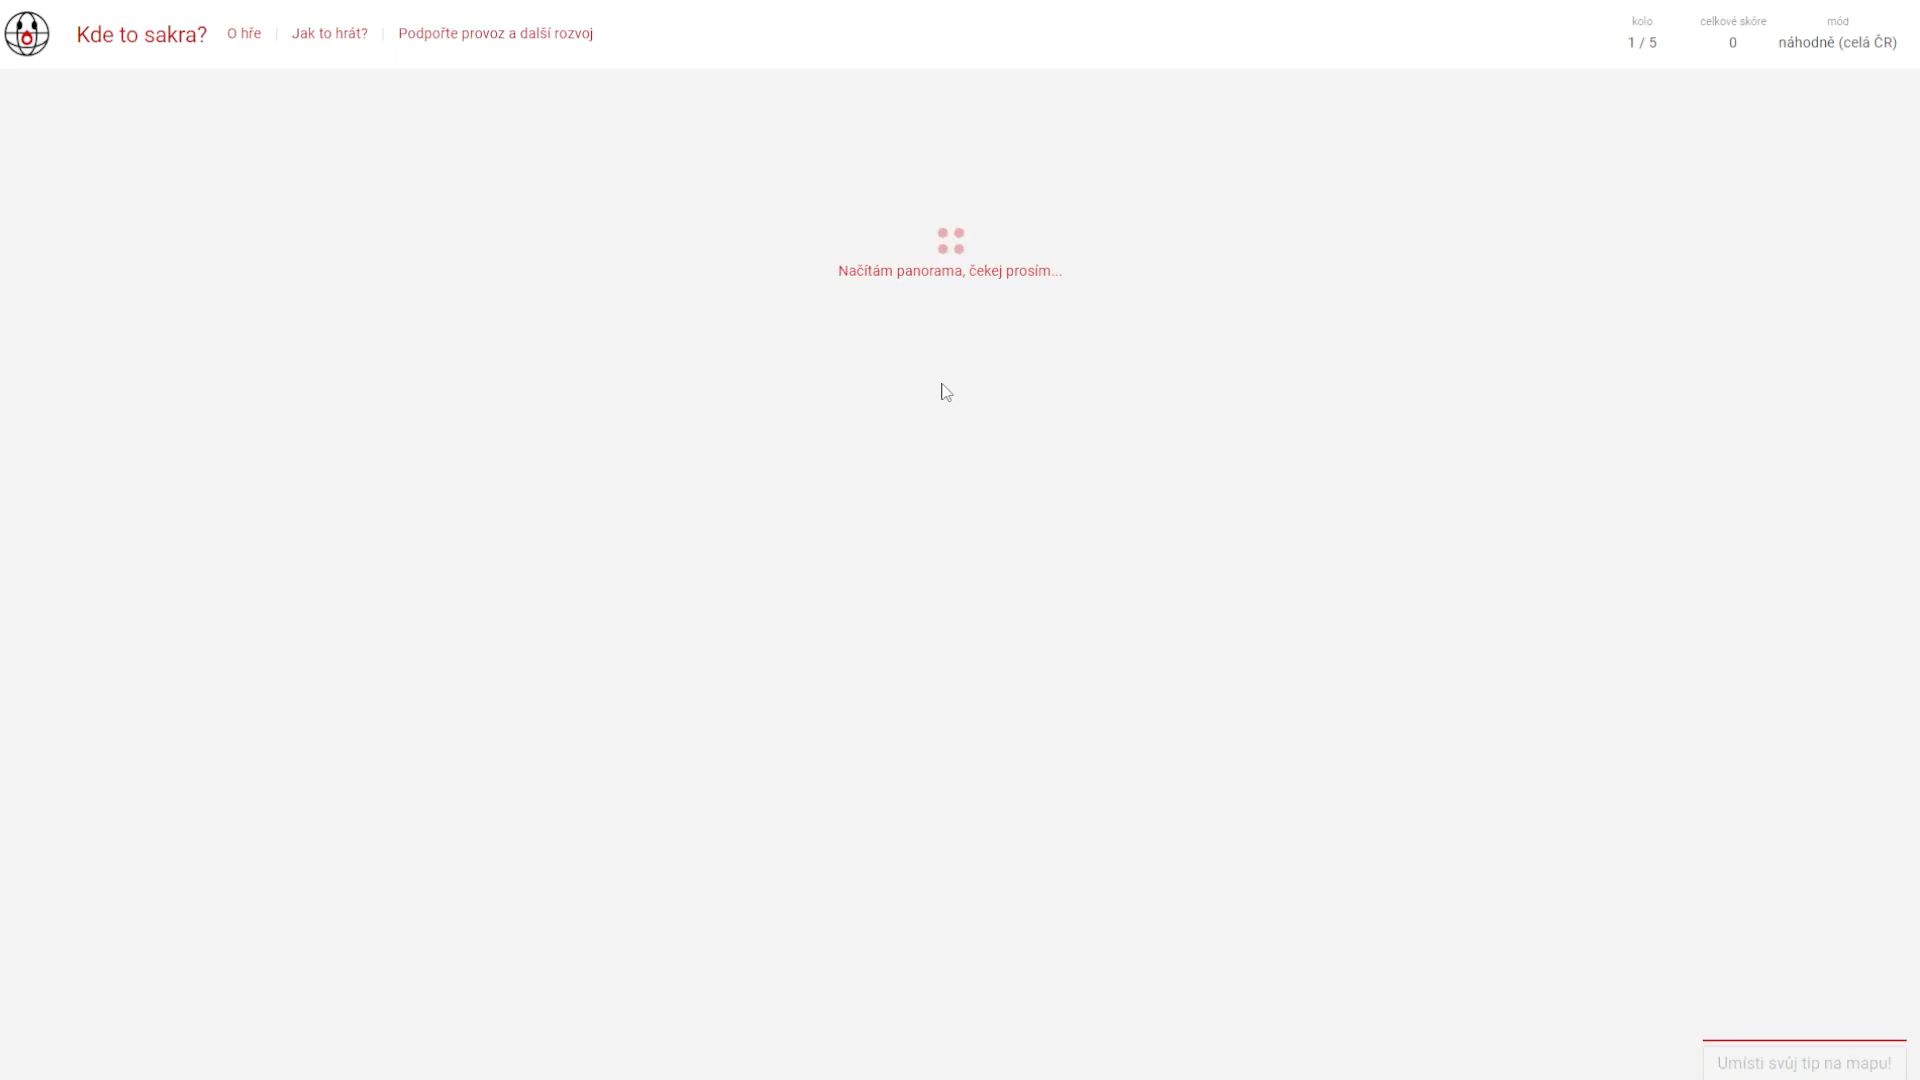 Kde to sakra?
O hře
Jak to hrát?
Podpořte provoz a další rozvoj
kolo
1 / 5
celkové skóre
0
mód
náhodně (celá ČR)
Načítám panorama, čekej prosím...
Umísti svůj tip na mapu!